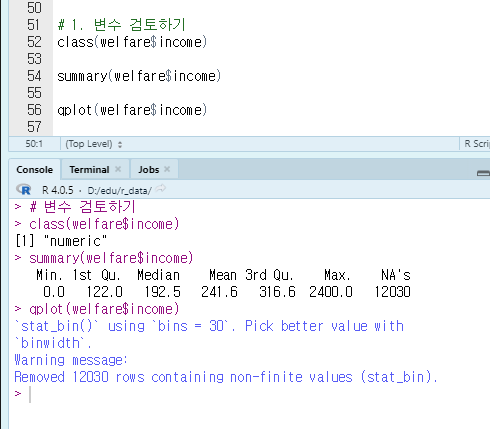 50
51 # 1. 변수 검토하기
52 class(welfare$income)
53
54 summary(welfare$income)
55
56 qplot(welfare$income)
57
50:1 (Top Level) R Scri
Console Terminal × Jobs ×
R 4.0.5 · D:/edu/r_data/
> # 변수 검토하기
> class(welfare$income)
[1] "numeric"
> summary(welfare$income)
Min. 1st Qu. Median Mean 3rd Qu. Max. NA's
0.0 122.0 192.5 241.6 316.6 2400.0 12030
> qplot(welfare$income)
`stat_bin()` using `bins = 30`. Pick better value with
`binwidth`.
Warning message:
Removed 12030 rows containing non-finite values (stat_bin).
>